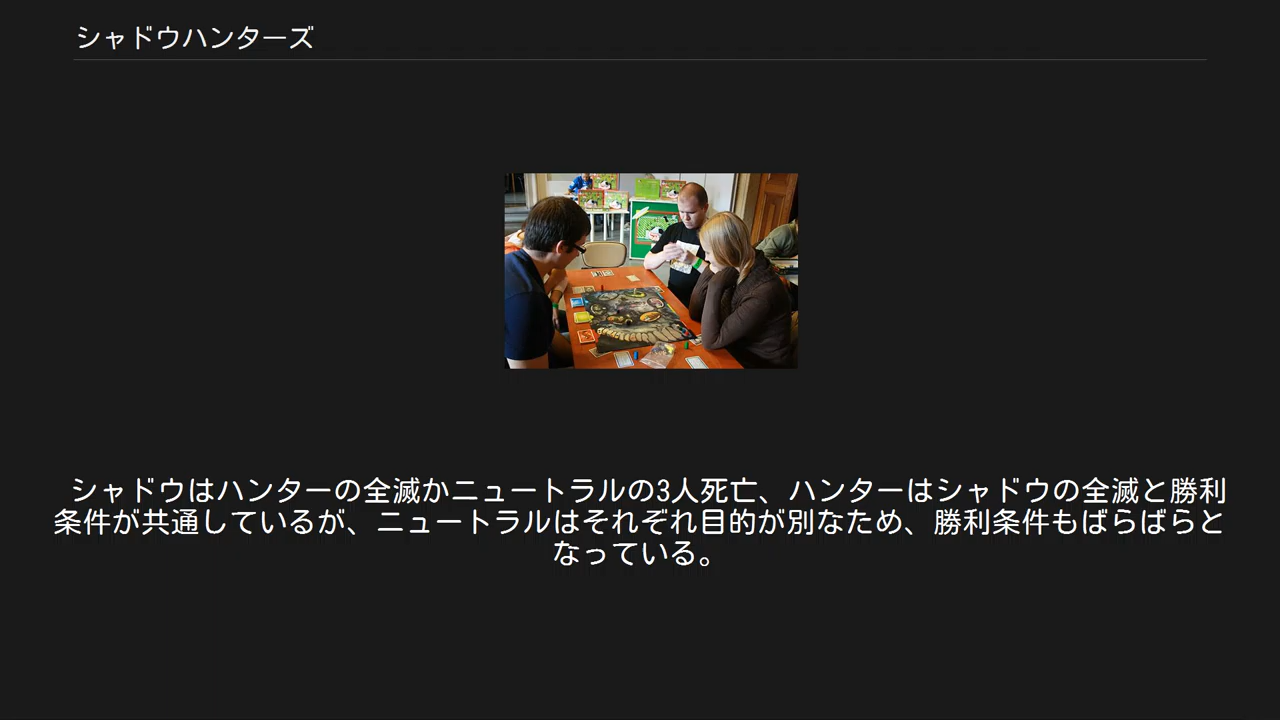 シャドウハンターズ
シャドウはハンターの全滅かニュートラルの3人死亡、ハンターはシャドウの全滅と勝利
条件が共通しているが、ニュートラルはそれぞれ目的が別なため、勝利条件もばらばらと
なっている。